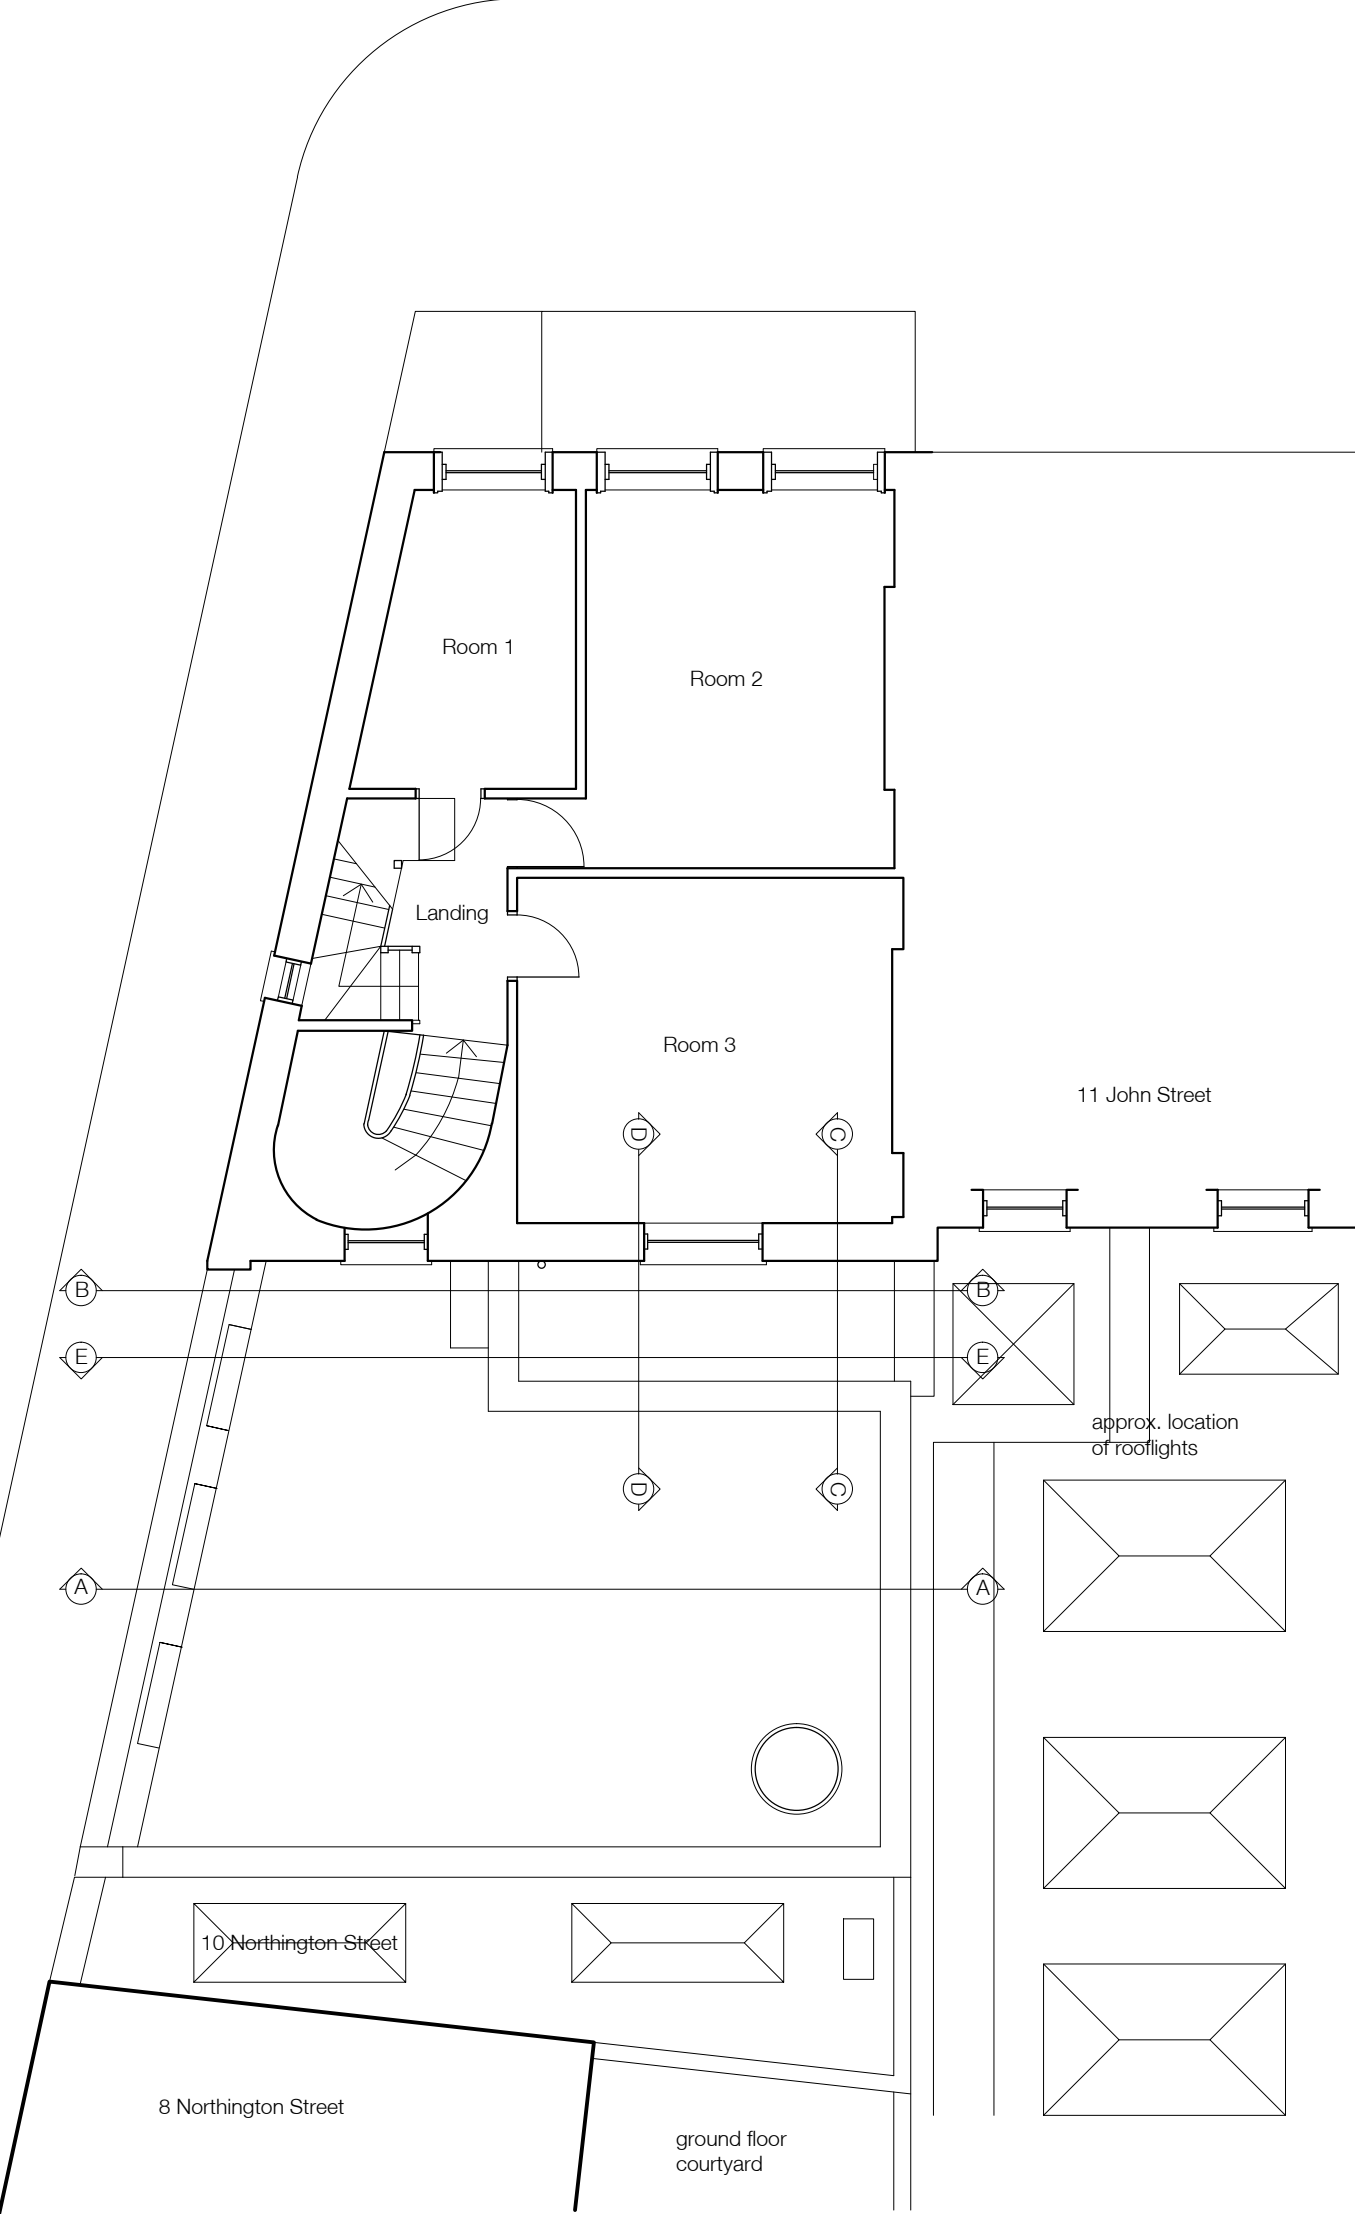 Room 1
Room 2
Landing
Room 3
11 John Street
D
C
B
B
E
E
approx. location
of rooflights
D
C
A
A
10 Northington Street
8 Northington Street
ground floor
courtyard